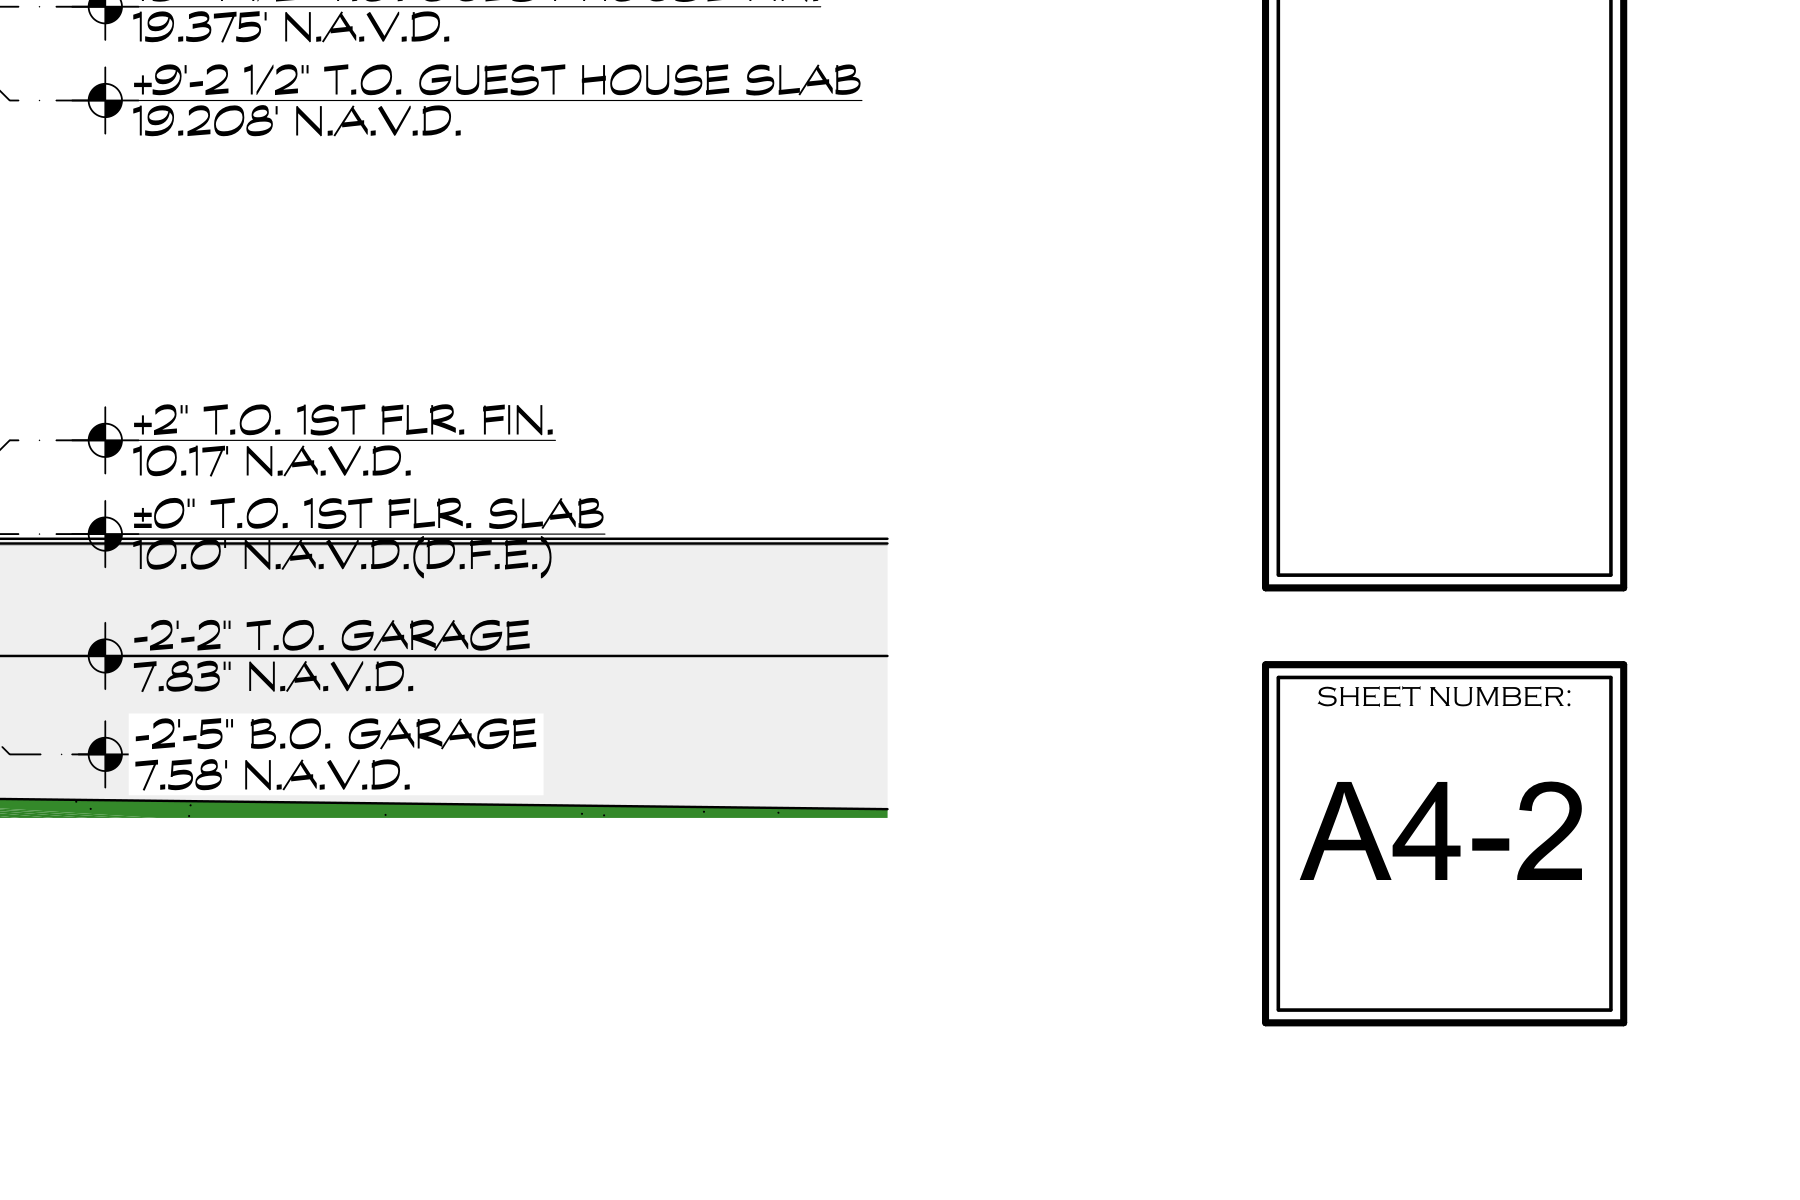 19.375' N.A.V.D.
+9'-2 1/2" T.O. GUEST HOUSE SLAB
19.208' N.A.V.D.
+2" T.O. 1ST FLR. FIN.
10.17' N.A.V.D.
±0" T.O. 1ST FLR. SLAB
10.0' N.A.V.D.(D.F.E.)
-2'-2" T.O. GARAGE
7.83" N.A.V.D.
-2'-5" B.O. GARAGE
7.58' N.A.V.D.
SHEET NUMBER:
A4-2